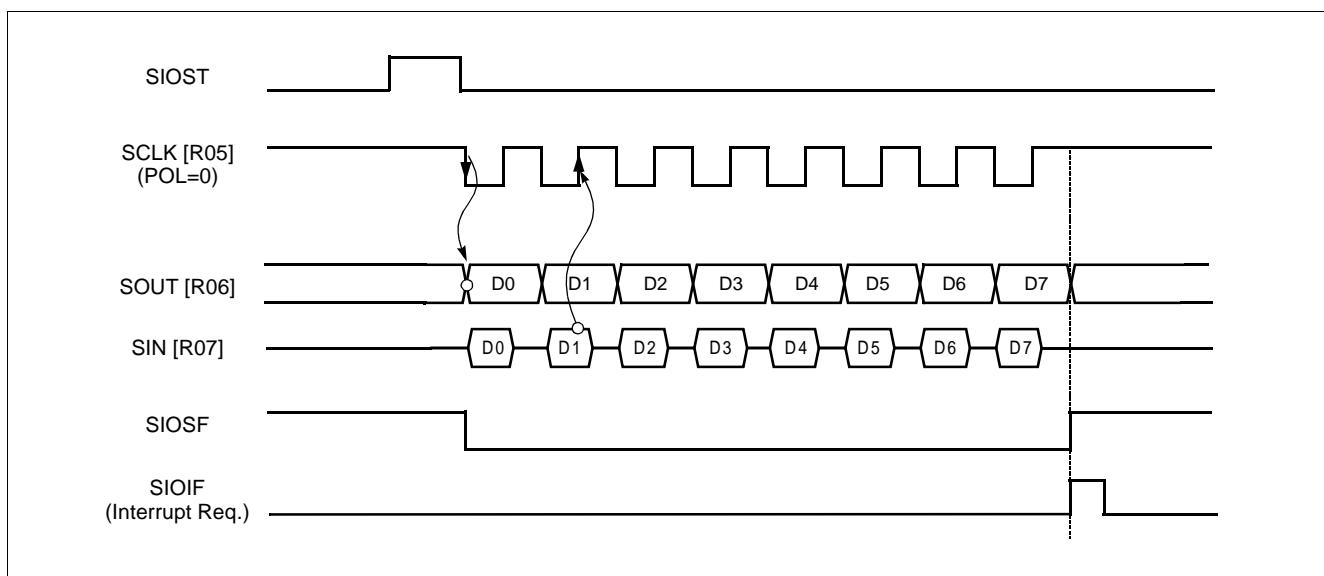 SIOST
SCLK [R05]
(POL=0)
SOUT [R06]
D0 D1 D2 D3 D4 D5 D6 D7
SIN [R07]
D0 D1 D2 D3 D4 D5 D6 D7
SIOSF
SIOIF
(Interrupt Req.)